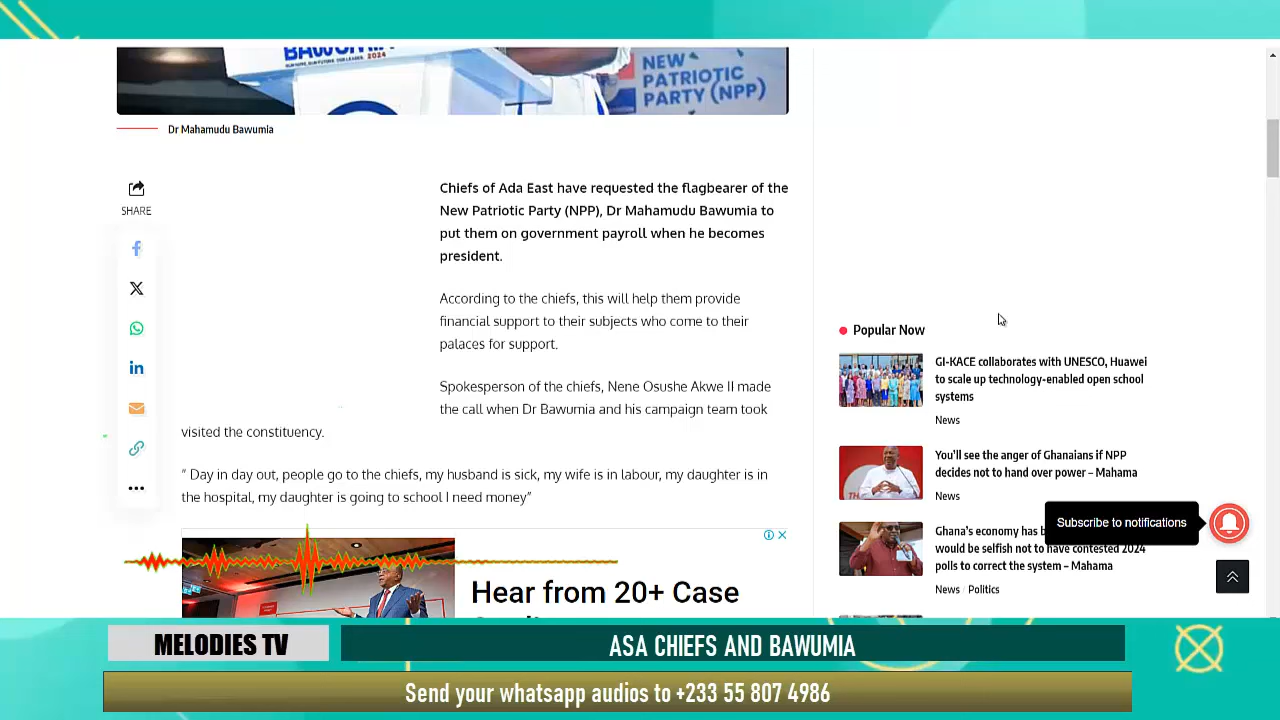 BAWUMIA
2024
NEW
PATRIOTIC
PARTY (NPP)
Dr Mahamudu Bawumia
SHARE
Chiefs of Ada East have requested the flagbearer of the
New Patriotic Party (NPP), Dr Mahamudu Bawumia to
put them on government payroll when he becomes
president.
According to the chiefs, this will help them provide
financial support to their subjects who come to their
palaces for support.
Spokesperson of the chiefs, Nene Osushe Akwe II made
the call when Dr Bawumia and his campaign team took
visited the constituency.
“ Day in day out, people go to the chiefs, my husband is sick, my wife is in labour, my daughter is in
the hospital, my daughter is going to school I need money”
Hear from 20+ Case
Popular Now
GI-KACE collaborates with UNESCO, Huawei
to scale up technology-enabled open school
systems
News
You’ll see the anger of Ghanaians if NPP
decides not to hand over power – Mahama
News
Ghana’s economy has
would be selfish not to have contested 2024
polls to correct the system – Mahama
News / Politics
Subscribe to notifications
MELODIES TV
ASA CHIEFS AND BAWUMIA
Send your whatsapp audios to +233 55 807 4986